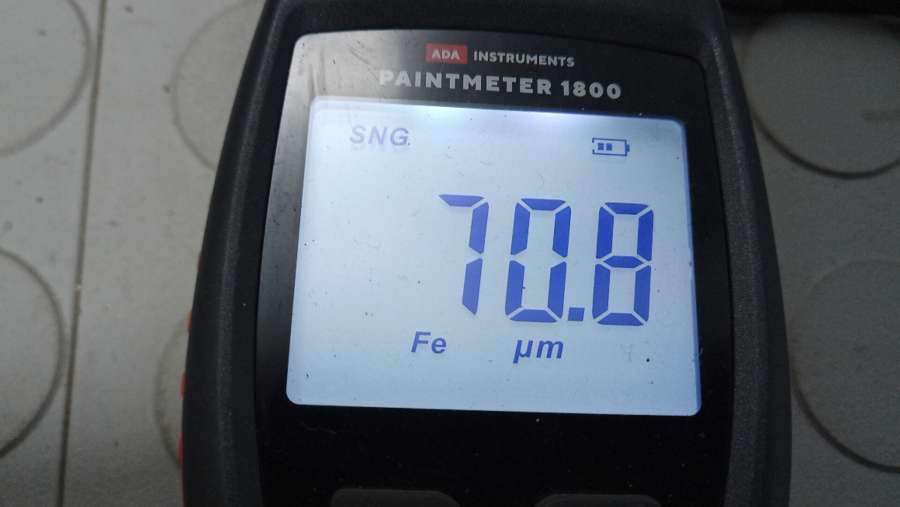 ADA INSTRUMENTS
PAINTMETER 1800
SNG
70.8
Fe µm